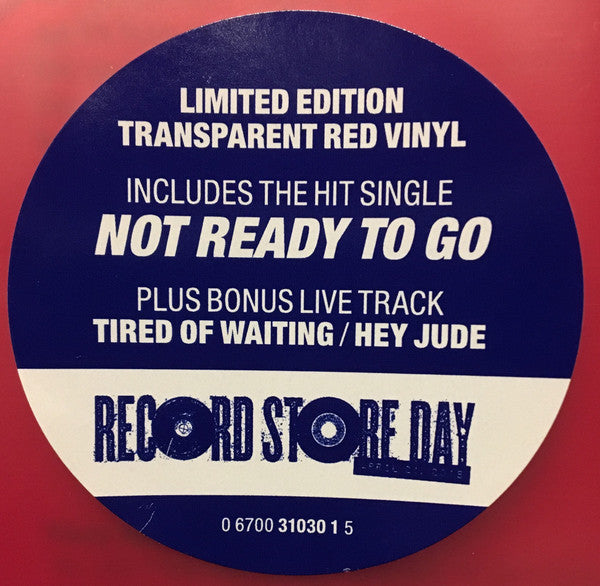 LIMITED EDITION
TRANSPARENT RED VINYL
INCLUDES THE HIT SINGLE
NOT READY TO GO
PLUS BONUS LIVE TRACK
TIRED OF WAITING / HEY JUDE
RECORD STORE DAY
0 6700 31030 1 5